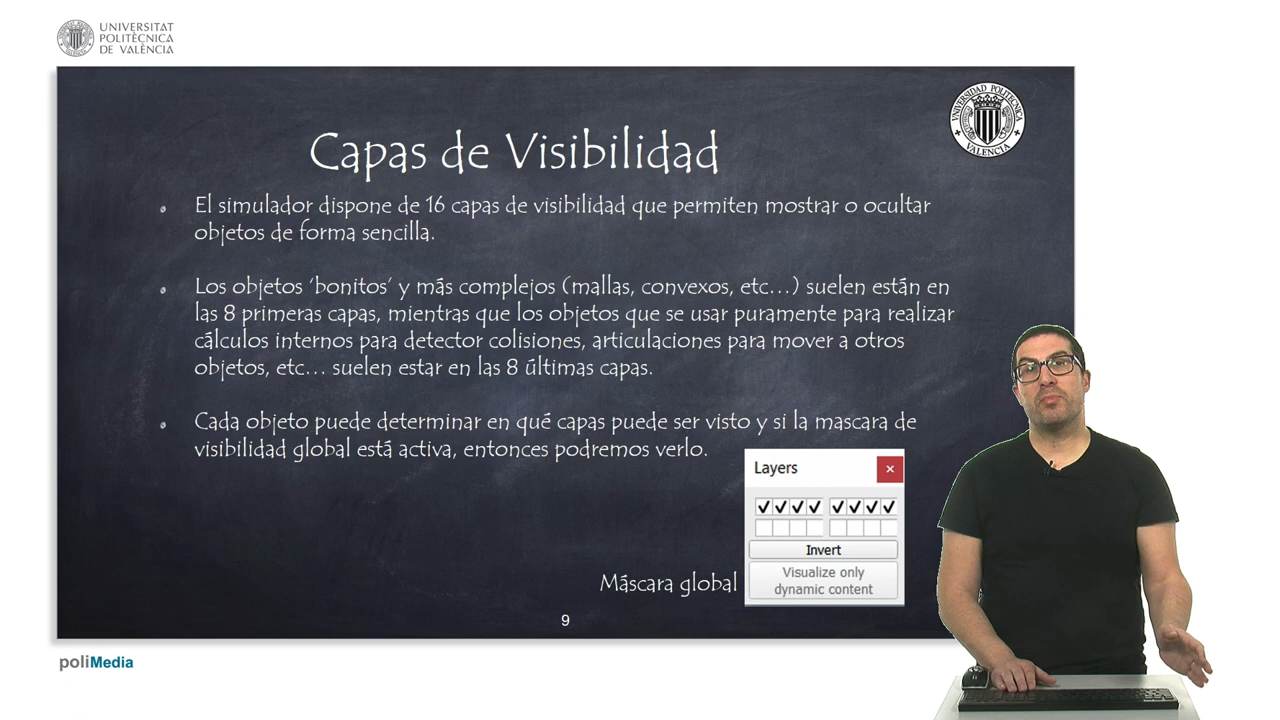 UNIVERSITAT
POLITÈCNICA
DE VALÈNCIA
UNIVERSIDAD POLITECNICA
VALENCIA
Capas de Visibilidad
El simulador dispone de 16 capas de visibilidad que permiten mostrar o ocultar
objetos de forma sencilla.
Los objetos ‘bonitos’ y más complejos (mallas, convexos, etc...) suelen están en
las 8 primeras capas, mientras que los objetos que se usar puramente para realizar
cálculos internos para detector colisiones, articulaciones para mover a otros
objetos, etc... suelen estar en las 8 últimas capas.
Cada objeto puede determinar en qué capas puede ser visto y si la mascara de
visibilidad global está activa, entonces podremos verlo.
Layers
Invert
Visualize only
dynamic content
Máscara global
9
poliMedia